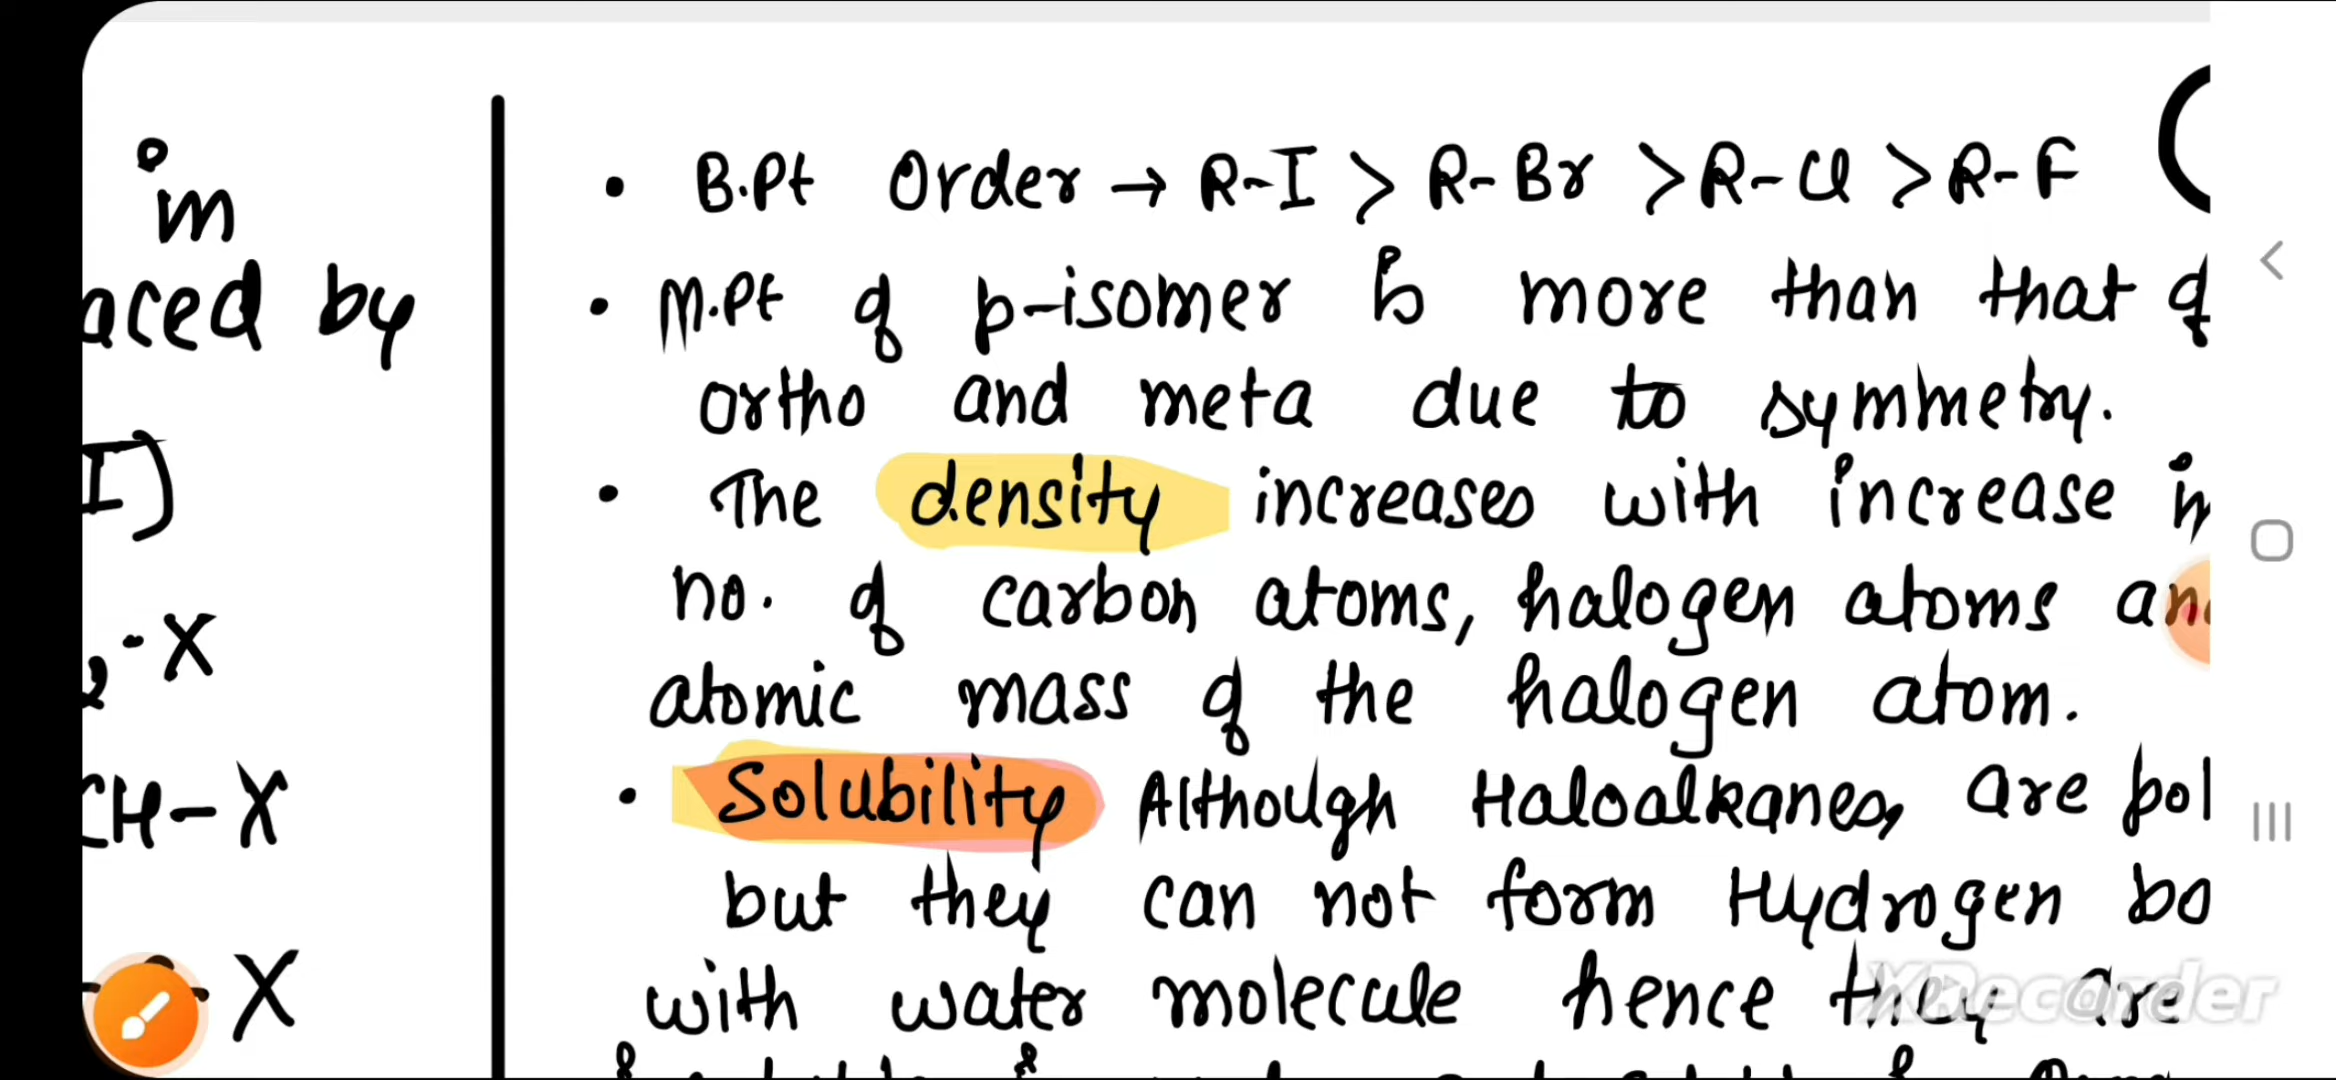 in
aced by
I)
-X
CH-X
X
• B.Pt Order → R-I > R-Br > R-Cl > R-F
• M.Pt of p-isomer is more than that of
ortho and meta due to symmetry.
• The density increases with increase in
no. of carbon atoms, halogen atoms an
atomic mass of the halogen atom.
• Solubility Although Haloalkanes are pol
but they can not form Hydrogen bo
with water molecule hence they are
XRecorder